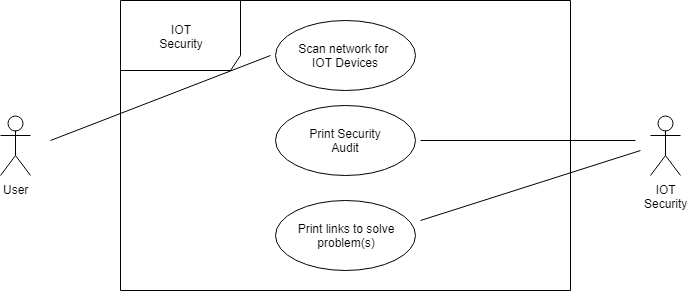 IOT
Security
Scan network for
IOT Devices
Print Security
Audit
Print links to solve
problem(s)
User
IOT
Security